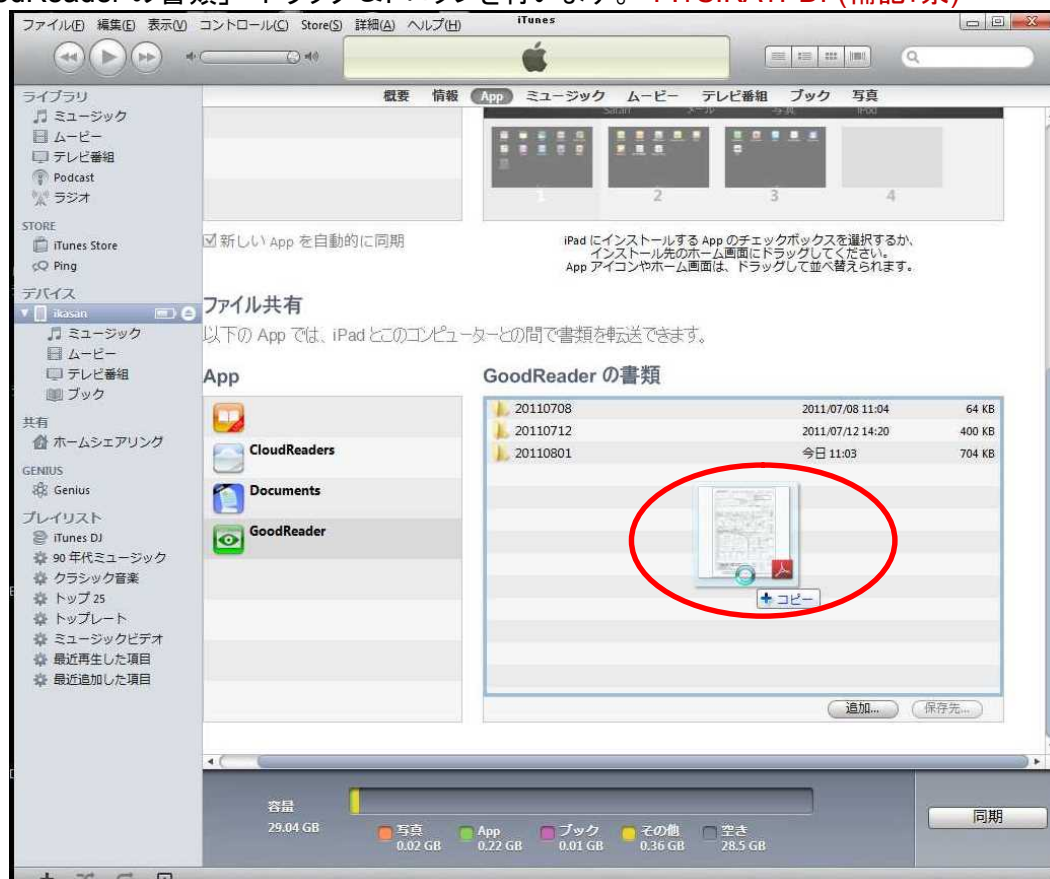 iTunes
ファイル(F) 編集(E) 表示(V) コントロール(C) Store(S) 詳細(A) ヘルプ(H)
概要 情報 App ミュージック ムービー テレビ番組 ブック 写真
ライブラリ
ミュージック
ムービー
テレビ番組
Podcast
ラジオ
STORE
iTunes Store
Ping
デバイス
ikasan
ミュージック
ムービー
テレビ番組
ブック
共有
ホームシェアリング
GENIUS
Genius
プレイリスト
iTunes DJ
90年代ミュージック
クラシック音楽
トップ 25
トップレート
ミュージックビデオ
最近再生した項目
最近追加した項目
Safari メール 写真 iPod
1 2 3 4
新しい App を自動的に同期
iPad にインストールする App のチェックボックスを選択するか、
インストール先のホーム画面にドラッグしてください。
App アイコンやホーム画面は、ドラッグして並べ替えられます。
ファイル共有
以下の App では、iPad とこのコンピューターとの間で書類を転送できます。
App
CloudReaders
Documents
GoodReader
GoodReader の書類
20110708 2011/07/08 11:04 64 KB
20110712 2011/07/12 14:20 400 KB
20110801 今日 11:03 704 KB
コピー
追加... 保存先...
容量
29.04 GB
写真 0.02 GB
App 0.22 GB
ブック 0.01 GB
その他 0.36 GB
空き 28.5 GB
同期